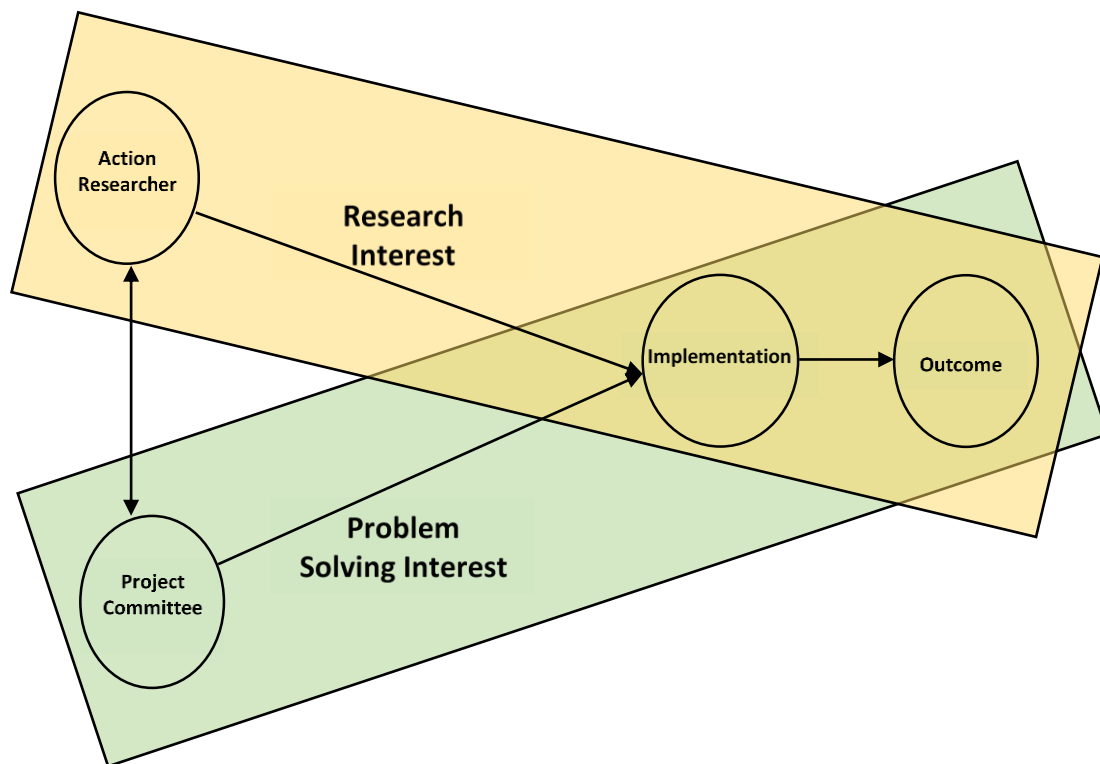 Action
Researcher
Research
Interest
Implementation
Outcome
Problem
Solving Interest
Project
Committee